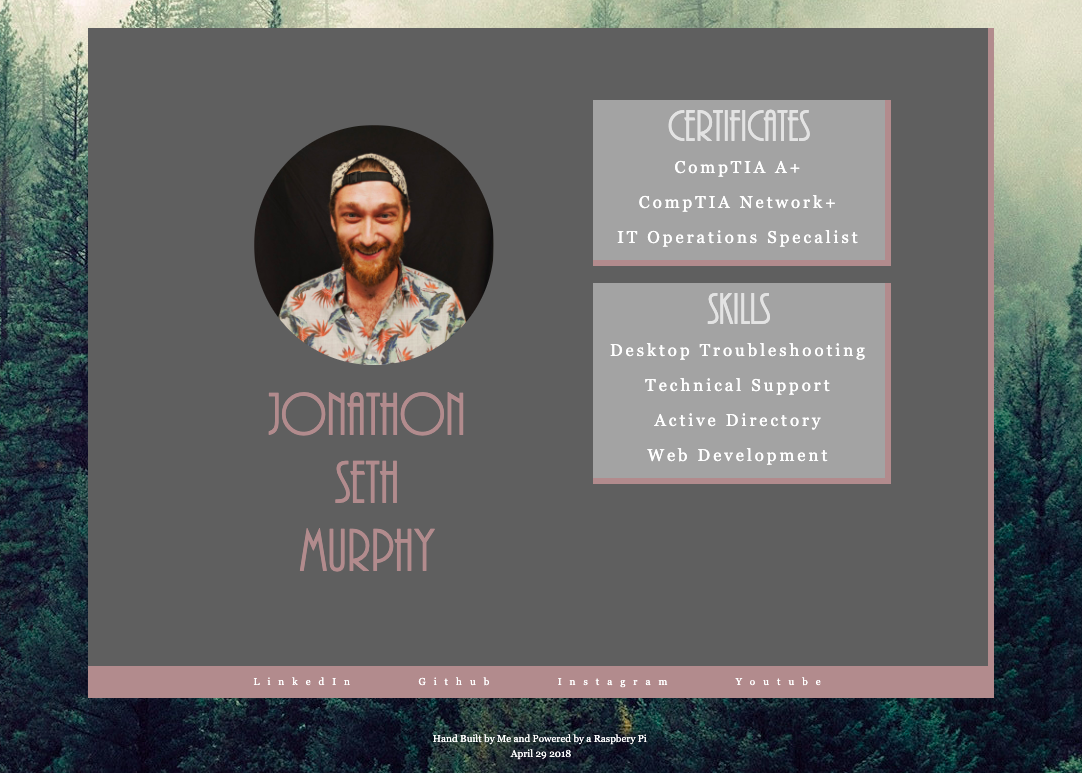 JONATHON
SETH
MURPHY
CERTIFICATES
CompTIA A+
CompTIA Network+
IT Operations Specalist
SKILLS
Desktop Troubleshooting
Technical Support
Active Directory
Web Development
LinkedIn Github Instagram Youtube
Hand Built by Me and Powered by a Raspbery Pi
April 29 2018